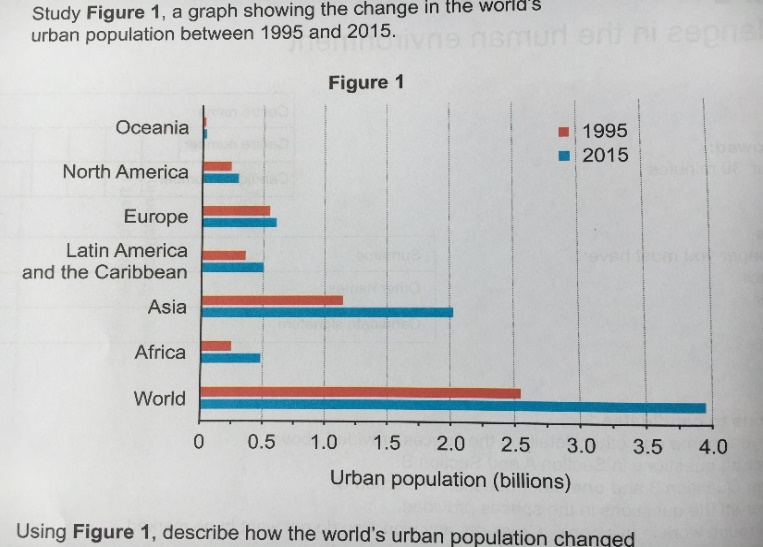 Study Figure 1, a graph showing the change in the world's
urban population between 1995 and 2015.
Figure 1
Oceania
North America
Europe
Latin America
and the Caribbean
Asia
Africa
World
1995
2015
0 0.5 1.0 1.5 2.0 2.5 3.0 3.5 4.0
Urban population (billions)
Using Figure 1, describe how the world's urban population changed